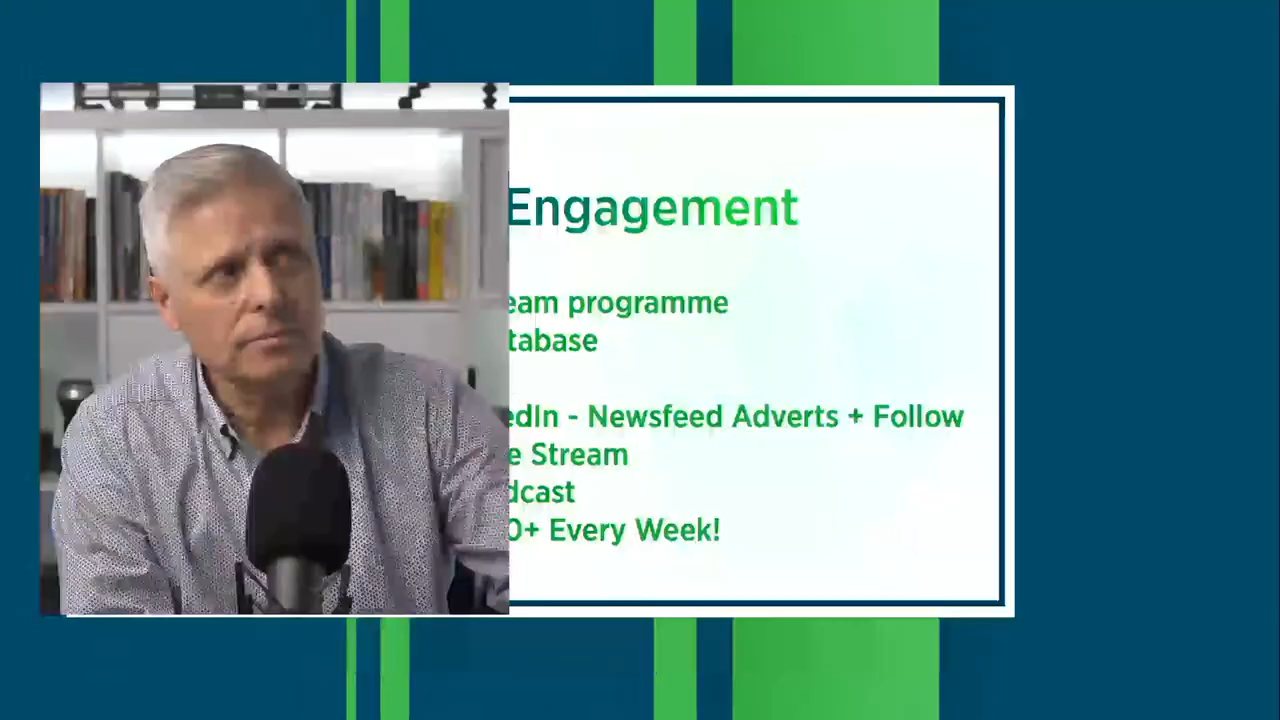 Engagement
eam programme
tabase
edIn - Newsfeed Adverts + Follow
e Stream
dcast
0+ Every Week!